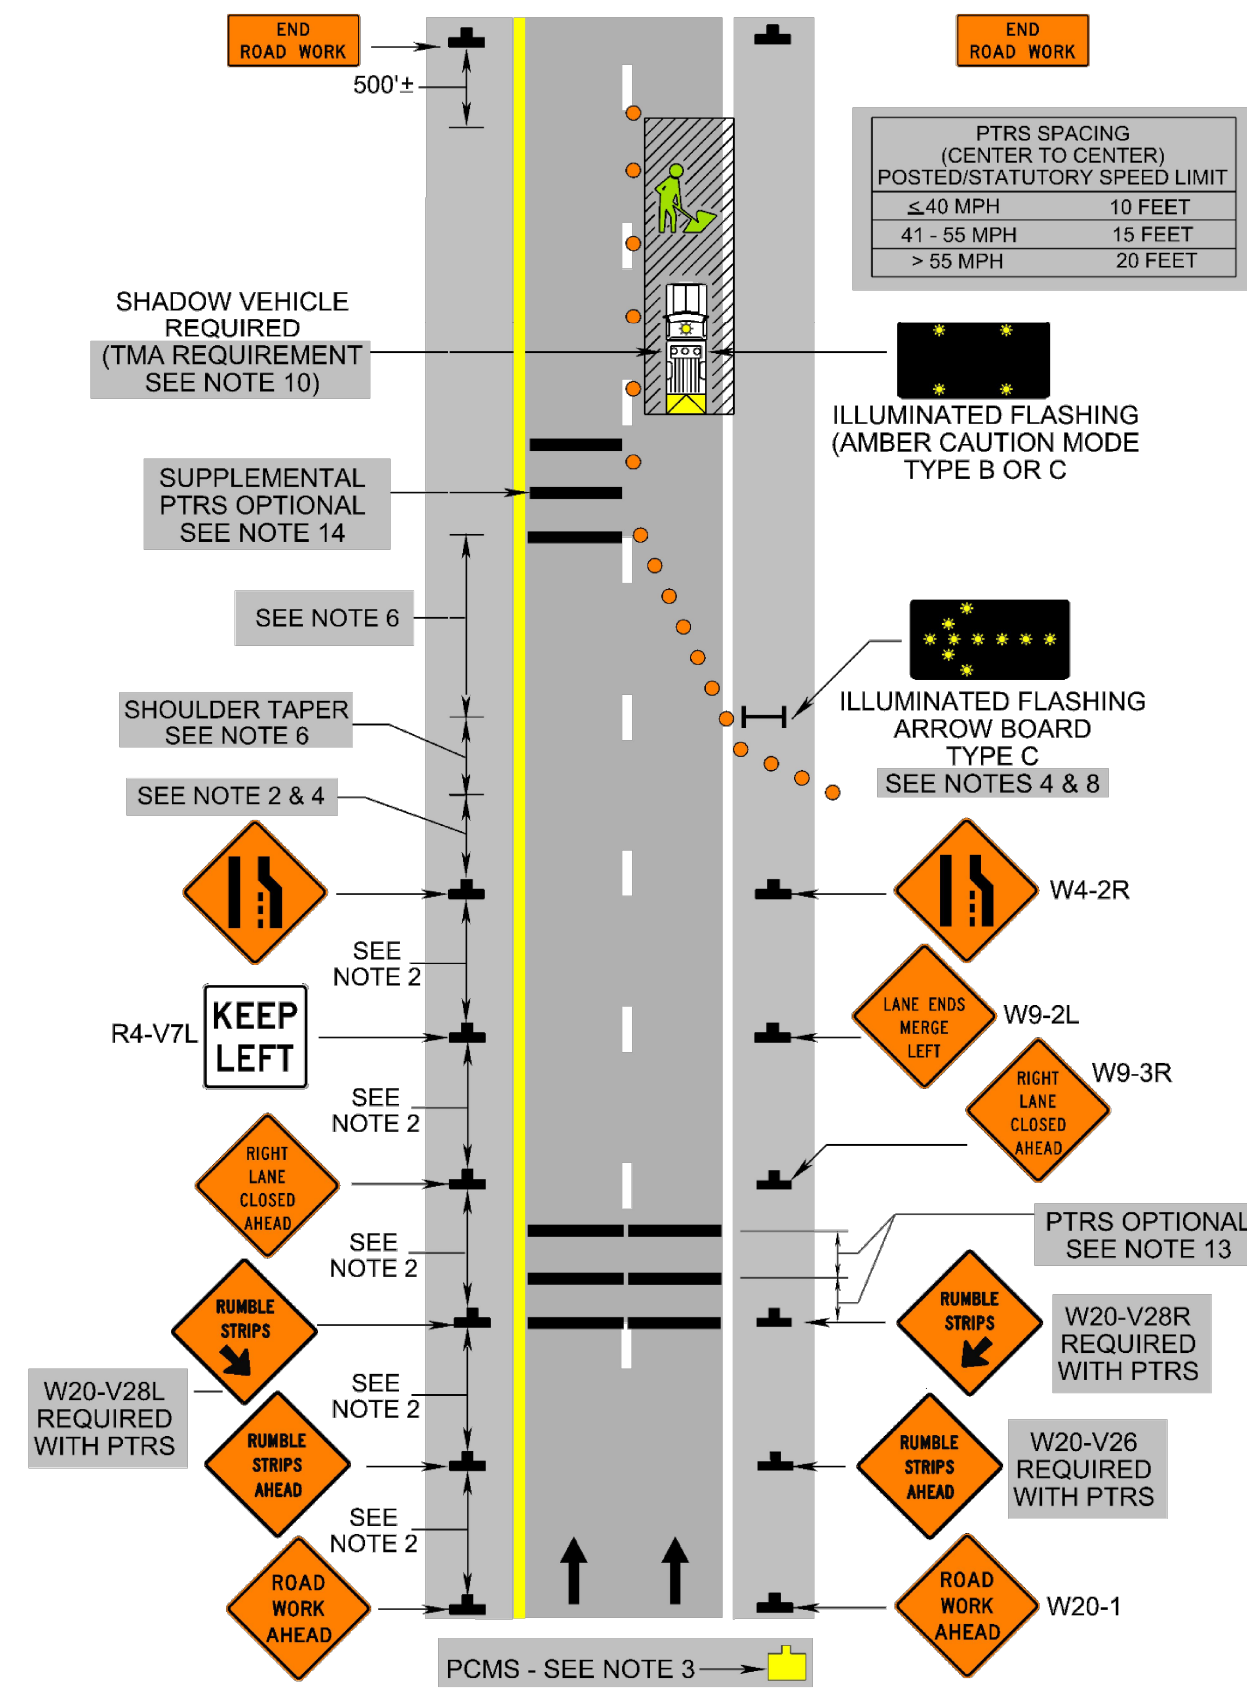 END
ROAD WORK
END
ROAD WORK
500'±
PTRS SPACING
(CENTER TO CENTER)
POSTED/STATUTORY SPEED LIMIT
≤40 MPH 10 FEET
41 - 55 MPH 15 FEET
> 55 MPH 20 FEET
SHADOW VEHICLE
REQUIRED
(TMA REQUIREMENT
SEE NOTE 10)
ILLUMINATED FLASHING
(AMBER CAUTION MODE
TYPE B OR C
SUPPLEMENTAL
PTRS OPTIONAL
SEE NOTE 14
SEE NOTE 6
SHOULDER TAPER
SEE NOTE 6
ILLUMINATED FLASHING
ARROW BOARD
TYPE C
SEE NOTES 4 & 8
SEE NOTE 2 & 4
W4-2R
SEE
NOTE 2
R4-V7L
KEEP
LEFT
LANE ENDS
MERGE
LEFT
W9-2L
SEE
NOTE 2
RIGHT
LANE
CLOSED
AHEAD
W9-3R
RIGHT
LANE
CLOSED
AHEAD
SEE
NOTE 2
PTRS OPTIONAL
SEE NOTE 13
RUMBLE
STRIPS
RUMBLE
STRIPS
W20-V28R
REQUIRED
WITH PTRS
W20-V28L
REQUIRED
WITH PTRS
SEE
NOTE 2
RUMBLE
STRIPS
AHEAD
RUMBLE
STRIPS
AHEAD
W20-V26
REQUIRED
WITH PTRS
SEE
NOTE 2
ROAD
WORK
AHEAD
ROAD
WORK
AHEAD
W20-1
PCMS - SEE NOTE 3